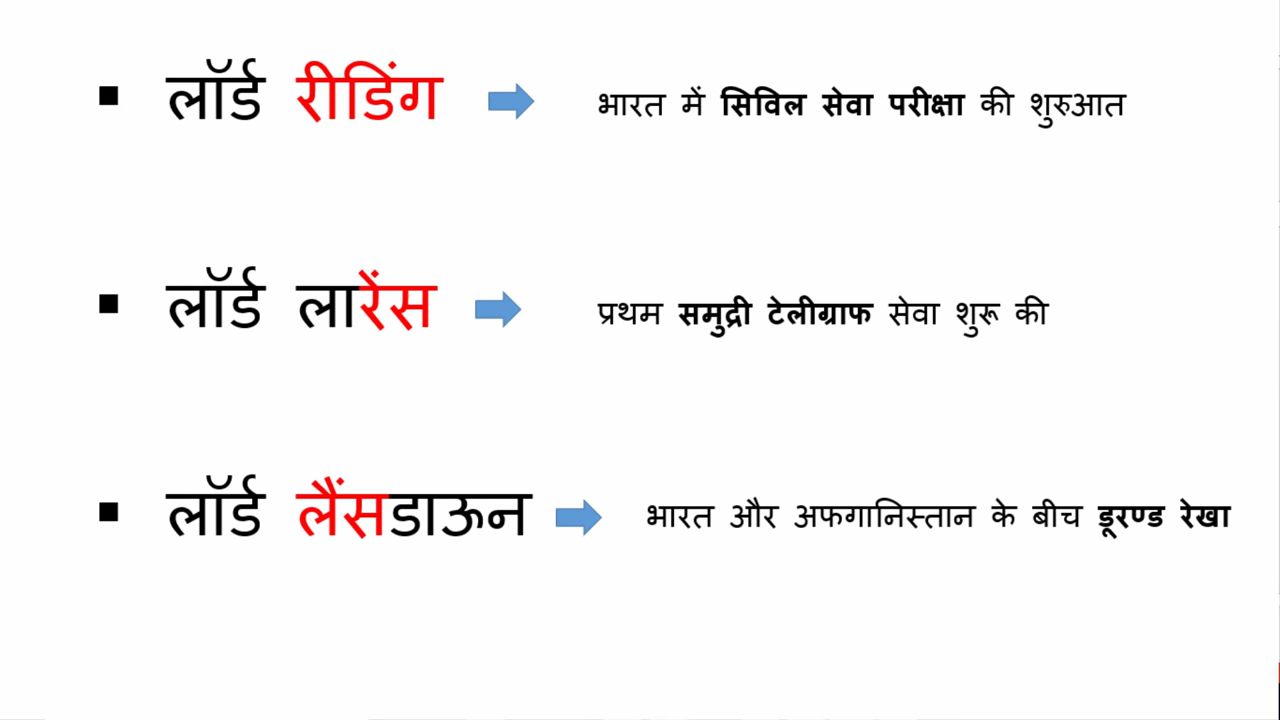 ▪ लॉर्ड रीडिंग ➡ भारत में सिविल सेवा परीक्षा की शुरुआत
▪ लॉर्ड लारेंस ➡ प्रथम समुद्री टेलीग्राफ सेवा शुरू की
▪ लॉर्ड लैंसडाऊन ➡ भारत और अफगानिस्तान के बीच डूरण्ड रेखा